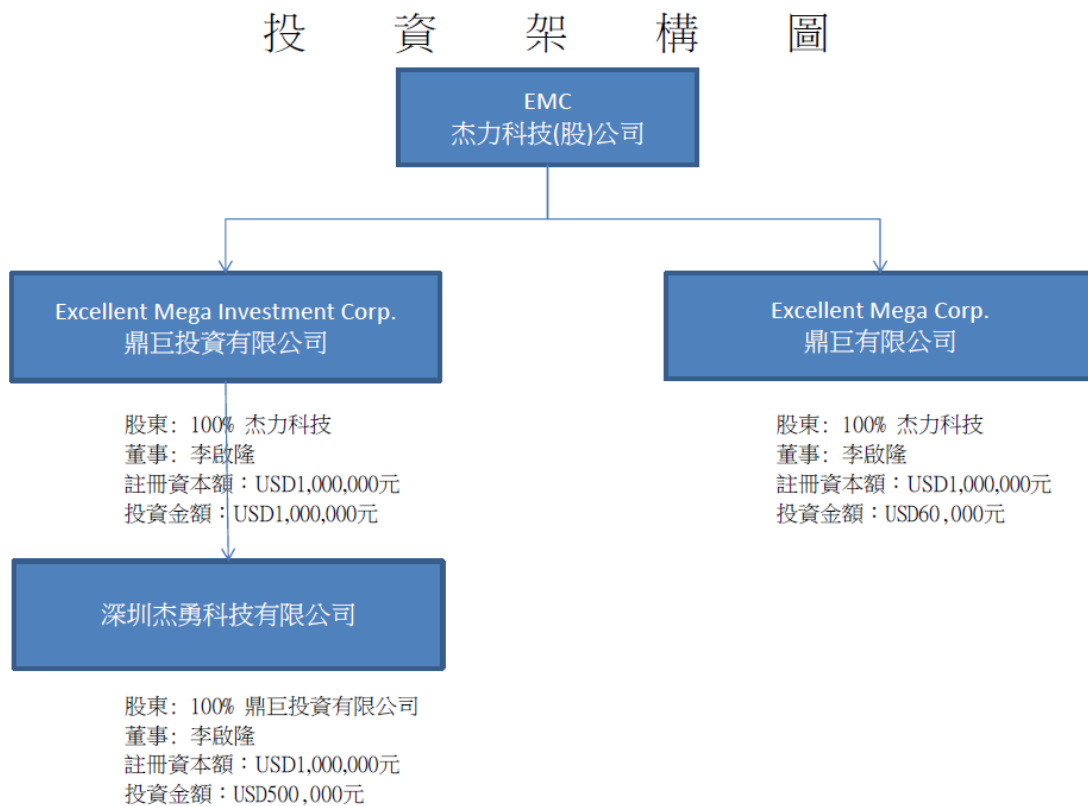 投資架構圖
EMC
杰力科技(股)公司
Excellent Mega Investment Corp.
鼎巨投資有限公司
Excellent Mega Corp.
鼎巨有限公司
股東: 100% 杰力科技
董事: 李啟隆
註冊資本額：USD1,000,000元
投資金額：USD1,000,000元
股東: 100% 杰力科技
董事: 李啟隆
註冊資本額：USD1,000,000元
投資金額：USD60,000元
深圳杰勇科技有限公司
股東: 100% 鼎巨投資有限公司
董事: 李啟隆
註冊資本額：USD1,000,000元
投資金額：USD500,000元